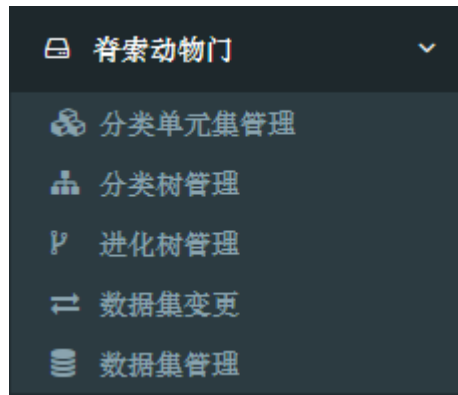 脊索动物门
分类单元集管理
分类树管理
进化树管理
数据集变更
数据集管理